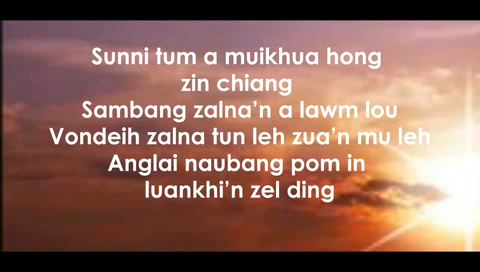 Sunni tum a muikhua hong
zin chiang
Sambang zalna’n a lawm lou
Vondeih zalna tun leh zua’n mu leh
Anglai naubang pom in
luankhi’n zel ding